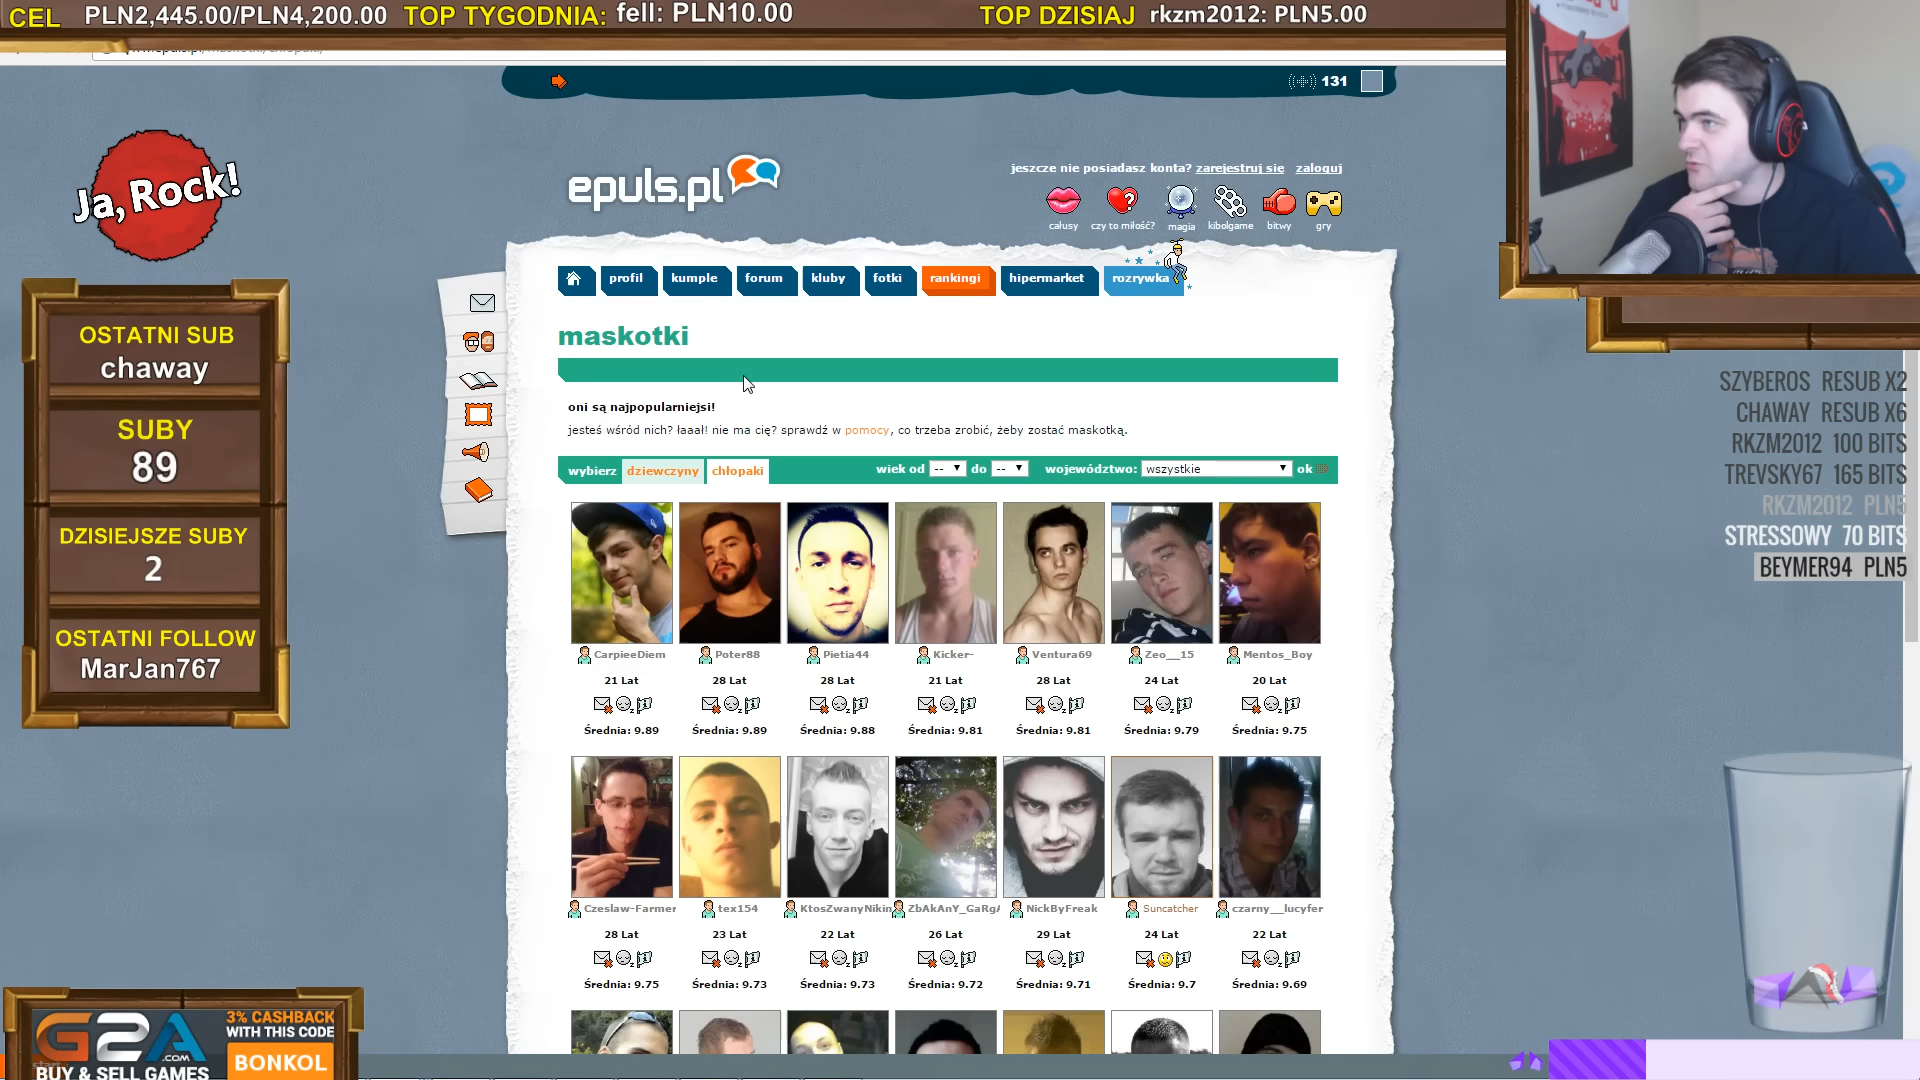 CEL PLN2,445.00/PLN4,200.00 TOP TYGODNIA: fell: PLN10.00 TOP DZISIAJ rkzm2012: PLN5.00
131
Ja, Rock!
epuls.pl
jeszcze nie posiadasz konta? zarejestruj się zaloguj
całusy czy to miłość? magia kibolgame bitwy gry
profil kumple forum kluby fotki rankingi hipermarket rozrywka
maskotki
oni są najpopularniejsi!
jesteś wśród nich? łaaał! nie ma cię? sprawdź w pomocy, co trzeba zrobić, żeby zostać maskotką.
wybierz dziewczyny chłopaki wiek od -- do -- województwo: wszystkie ok
CarpieeDiem Poter88 Pietia44 Kicker- Ventura69 Zeo__15 Mentos_Boy
21 Lat 28 Lat 28 Lat 21 Lat 28 Lat 24 Lat 20 Lat
Średnia: 9.89 Średnia: 9.89 Średnia: 9.88 Średnia: 9.81 Średnia: 9.81 Średnia: 9.79 Średnia: 9.75
Czeslaw-Farmer tex154 KtosZwanyNikin ZbAkAnY_GaRgA NickByFreak Suncatcher czarny__lucyfer
28 Lat 23 Lat 22 Lat 26 Lat 29 Lat 24 Lat 22 Lat
Średnia: 9.75 Średnia: 9.73 Średnia: 9.73 Średnia: 9.72 Średnia: 9.71 Średnia: 9.7 Średnia: 9.69
OSTATNI SUB
chaway
SUBY
89
DZISIEJSZE SUBY
2
OSTATNI FOLLOW
MarJan767
SZYBEROS RESUB X2
CHAWAY RESUB X6
RKZM2012 100 BITS
TREVSKY67 165 BITS
RKZM2012 PLN5
STRESSOWY 70 BITS
BEYMER94 PLN5
G2A.COM
BUY & SELL GAMES
3% CASHBACK
WITH THIS CODE
BONKOL